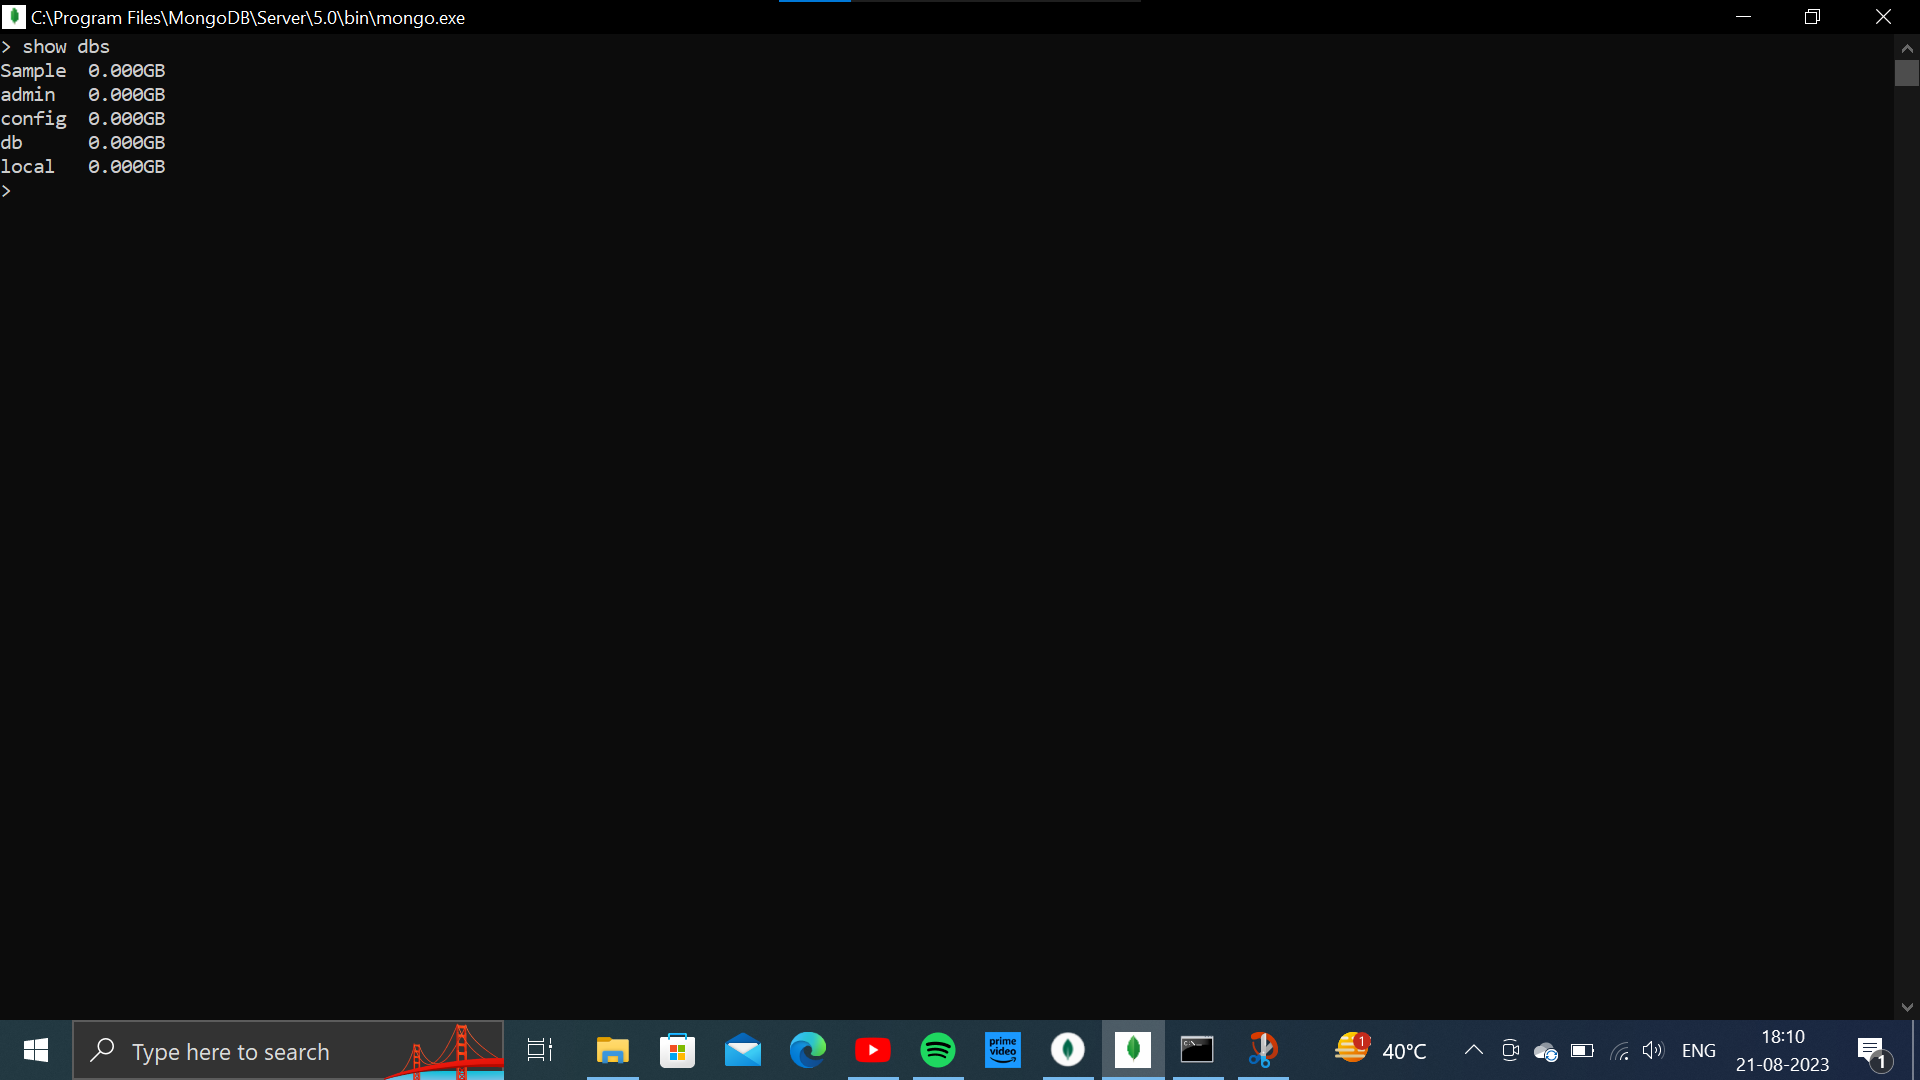 C:\Program Files\MongoDB\Server\5.0\bin\mongo.exe
> show dbs
Sample  0.000GB
admin   0.000GB
config  0.000GB
db      0.000GB
local   0.000GB
>
Type here to search
prime video
C:\.
1
40°C
ENG
18:10
21-08-2023
1